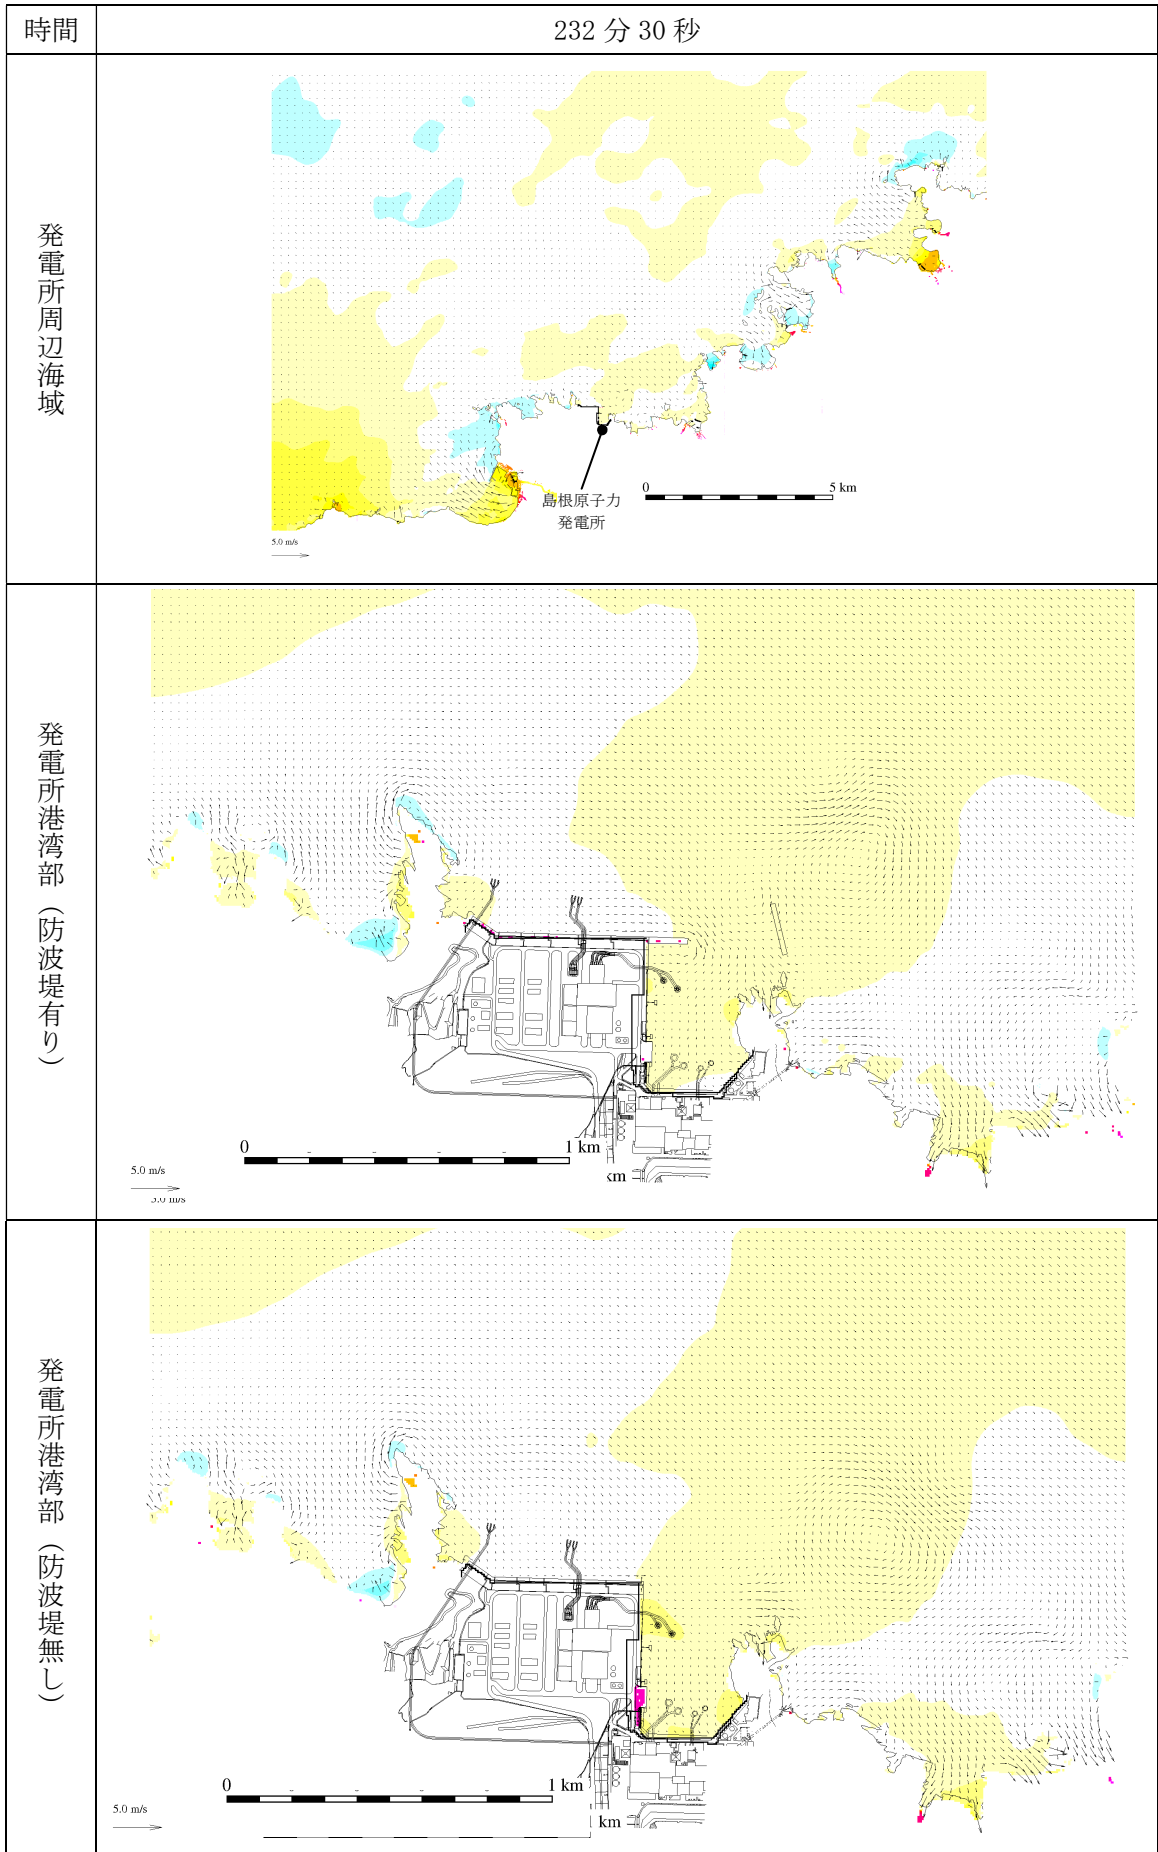 時間
232 分 30 秒
発電所周辺海域
島根原子力
発電所
0
5 km
5.0 m/s
発電所港湾部（防波堤有り）
0
1 km
km
5.0 m/s
5.0 m/s
発電所港湾部（防波堤無し）
0
1 km
km
5.0 m/s